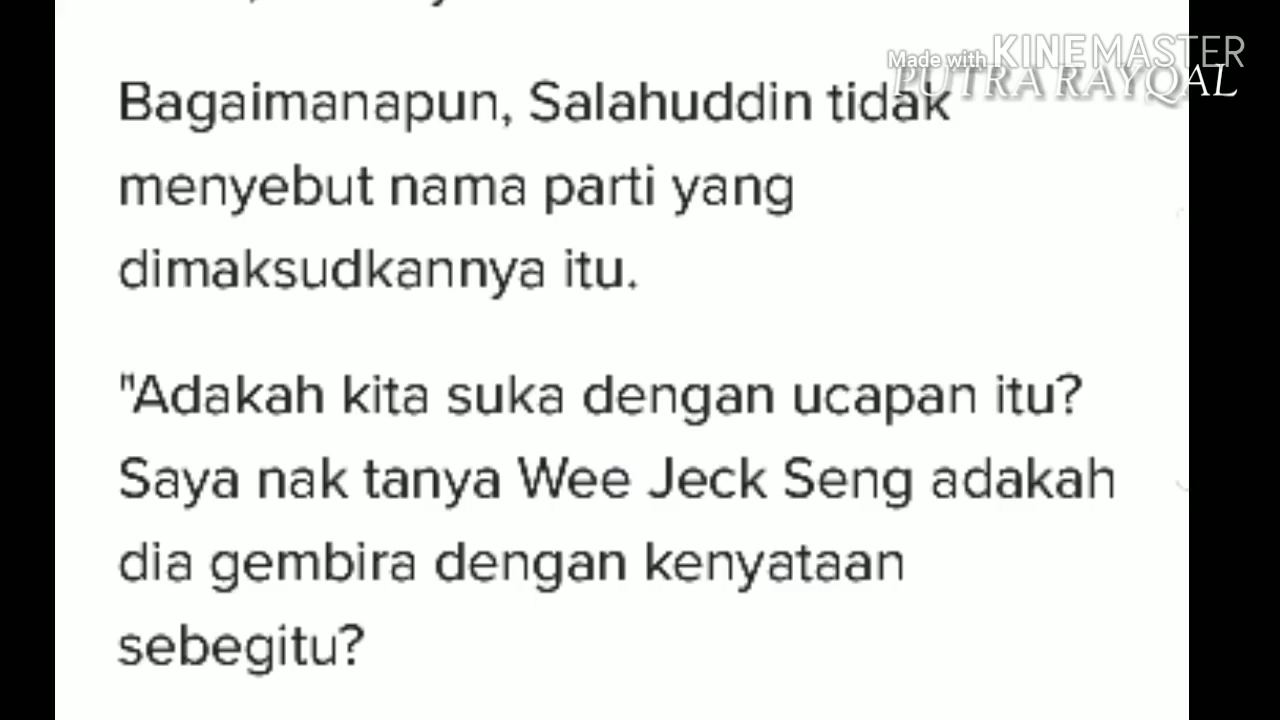 Made with KINEMASTER
PUTRA RAYQAL
Bagaimanapun, Salahuddin tidak
menyebut nama parti yang
dimaksudkannya itu.
"Adakah kita suka dengan ucapan itu?
Saya nak tanya Wee Jeck Seng adakah
dia gembira dengan kenyataan
sebegitu?